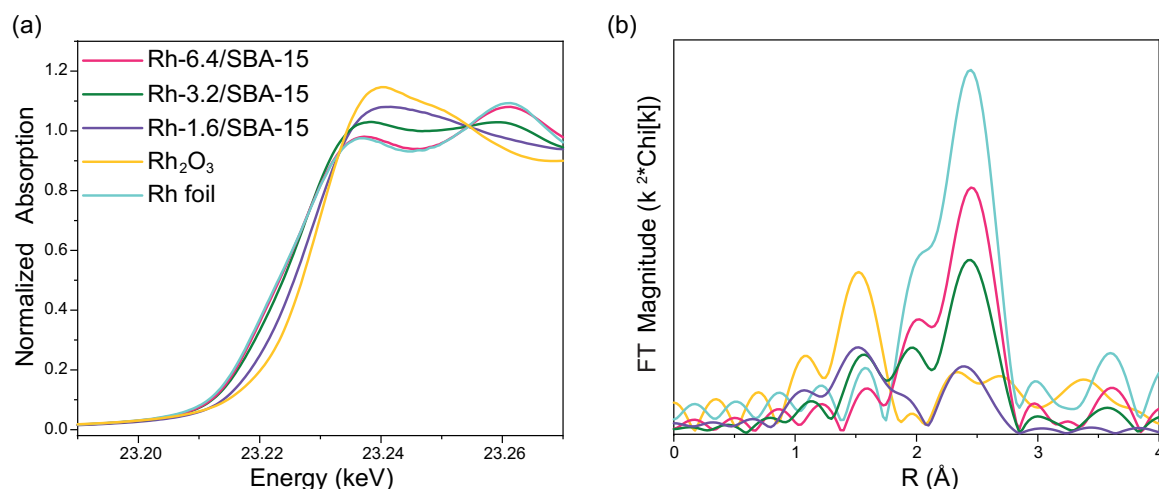 (a)
Rh-6.4/SBA-15
Rh-3.2/SBA-15
Rh-1.6/SBA-15
Rh₂O₃
Rh foil
1.2
1.0
0.8
0.6
0.4
0.2
0.0
Normalized Absorption
23.20 23.22 23.24 23.26
Energy (keV)
(b)
FT Magnitude (k ²*Chi[k])
0 1 2 3 4
R (Å)